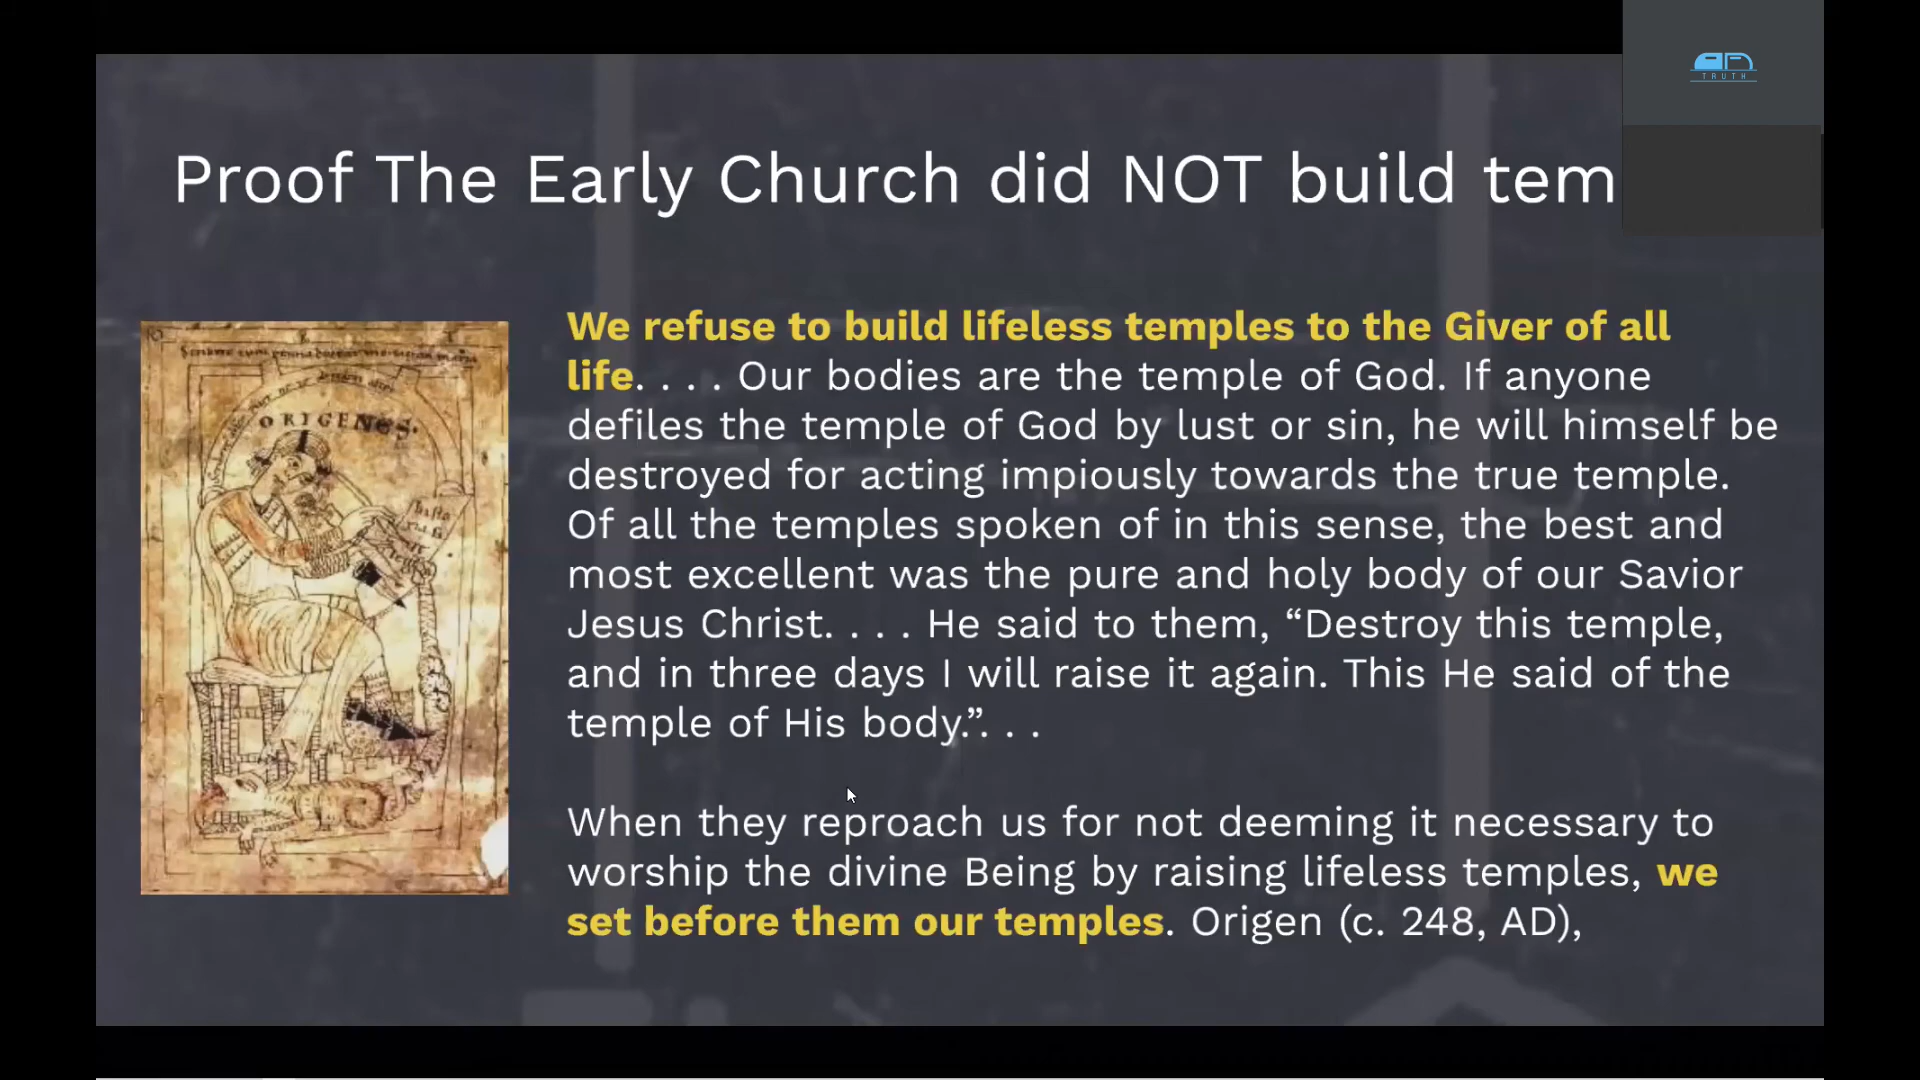 TRUTH
Proof The Early Church did NOT build tem
ORIGENES.
We refuse to build lifeless temples to the Giver of all
life. . . . Our bodies are the temple of God. If anyone
defiles the temple of God by lust or sin, he will himself be
destroyed for acting impiously towards the true temple.
Of all the temples spoken of in this sense, the best and
most excellent was the pure and holy body of our Savior
Jesus Christ. . . . He said to them, “Destroy this temple,
and in three days I will raise it again. This He said of the
temple of His body.”. . .
When they reproach us for not deeming it necessary to
worship the divine Being by raising lifeless temples, we
set before them our temples. Origen (c. 248, AD),